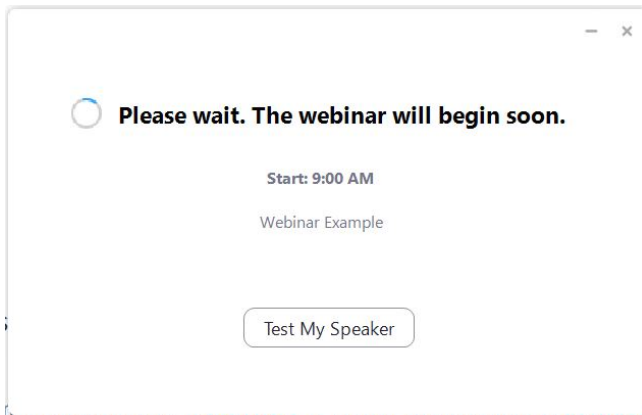 Please wait. The webinar will begin soon.
Start: 9:00 AM
Webinar Example
Test My Speaker